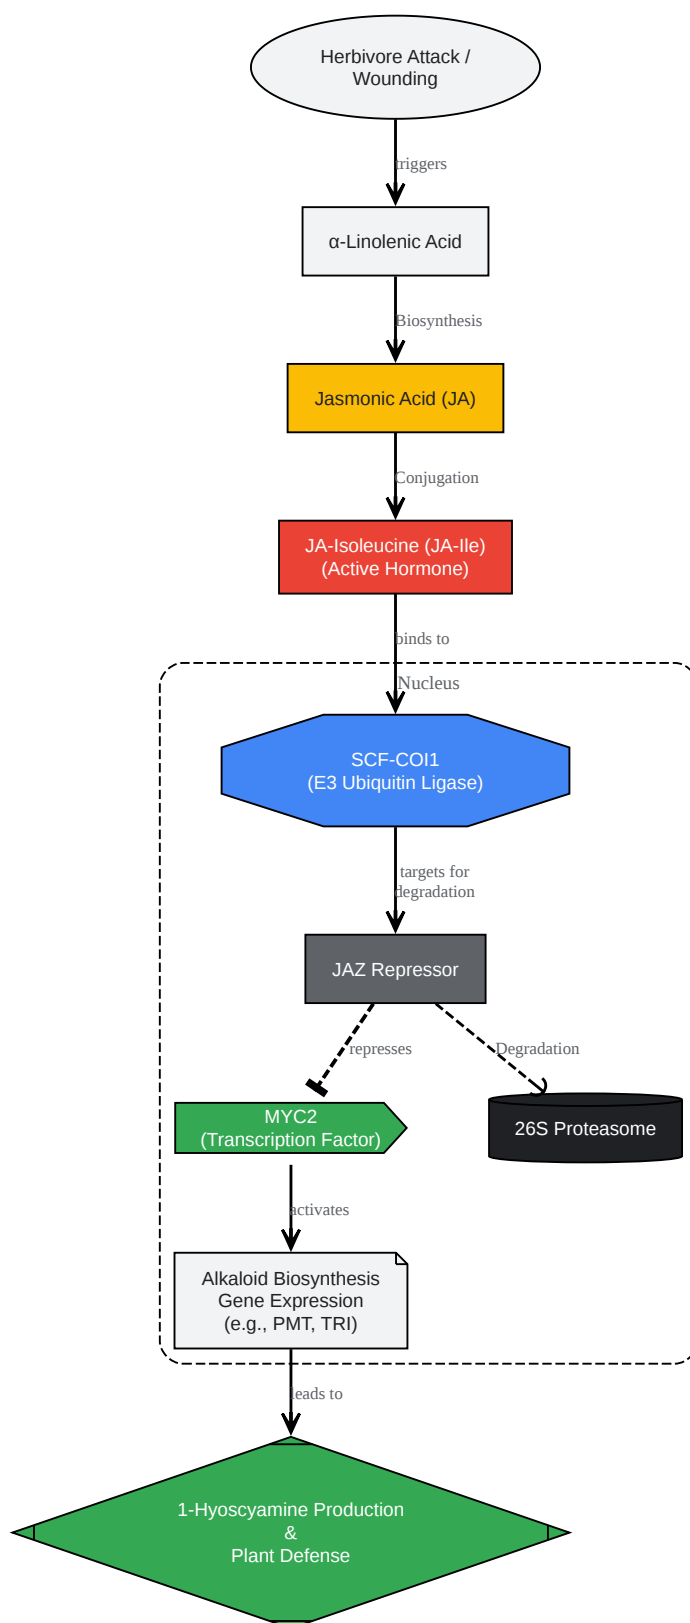 Herbivore Attack /
Wounding
triggers
α-Linolenic Acid
Biosynthesis
Jasmonic Acid (JA)
Conjugation
JA-Isoleucine (JA-Ile)
(Active Hormone)
binds to
Nucleus
SCF-COI1
(E3 Ubiquitin Ligase)
targets for
degradation
JAZ Repressor
represses
Degradation
MYC2
(Transcription Factor)
26S Proteasome
activates
Alkaloid Biosynthesis
Gene Expression
(e.g., PMT, TRI)
leads to
1-Hyoscyamine Production
&
Plant Defense